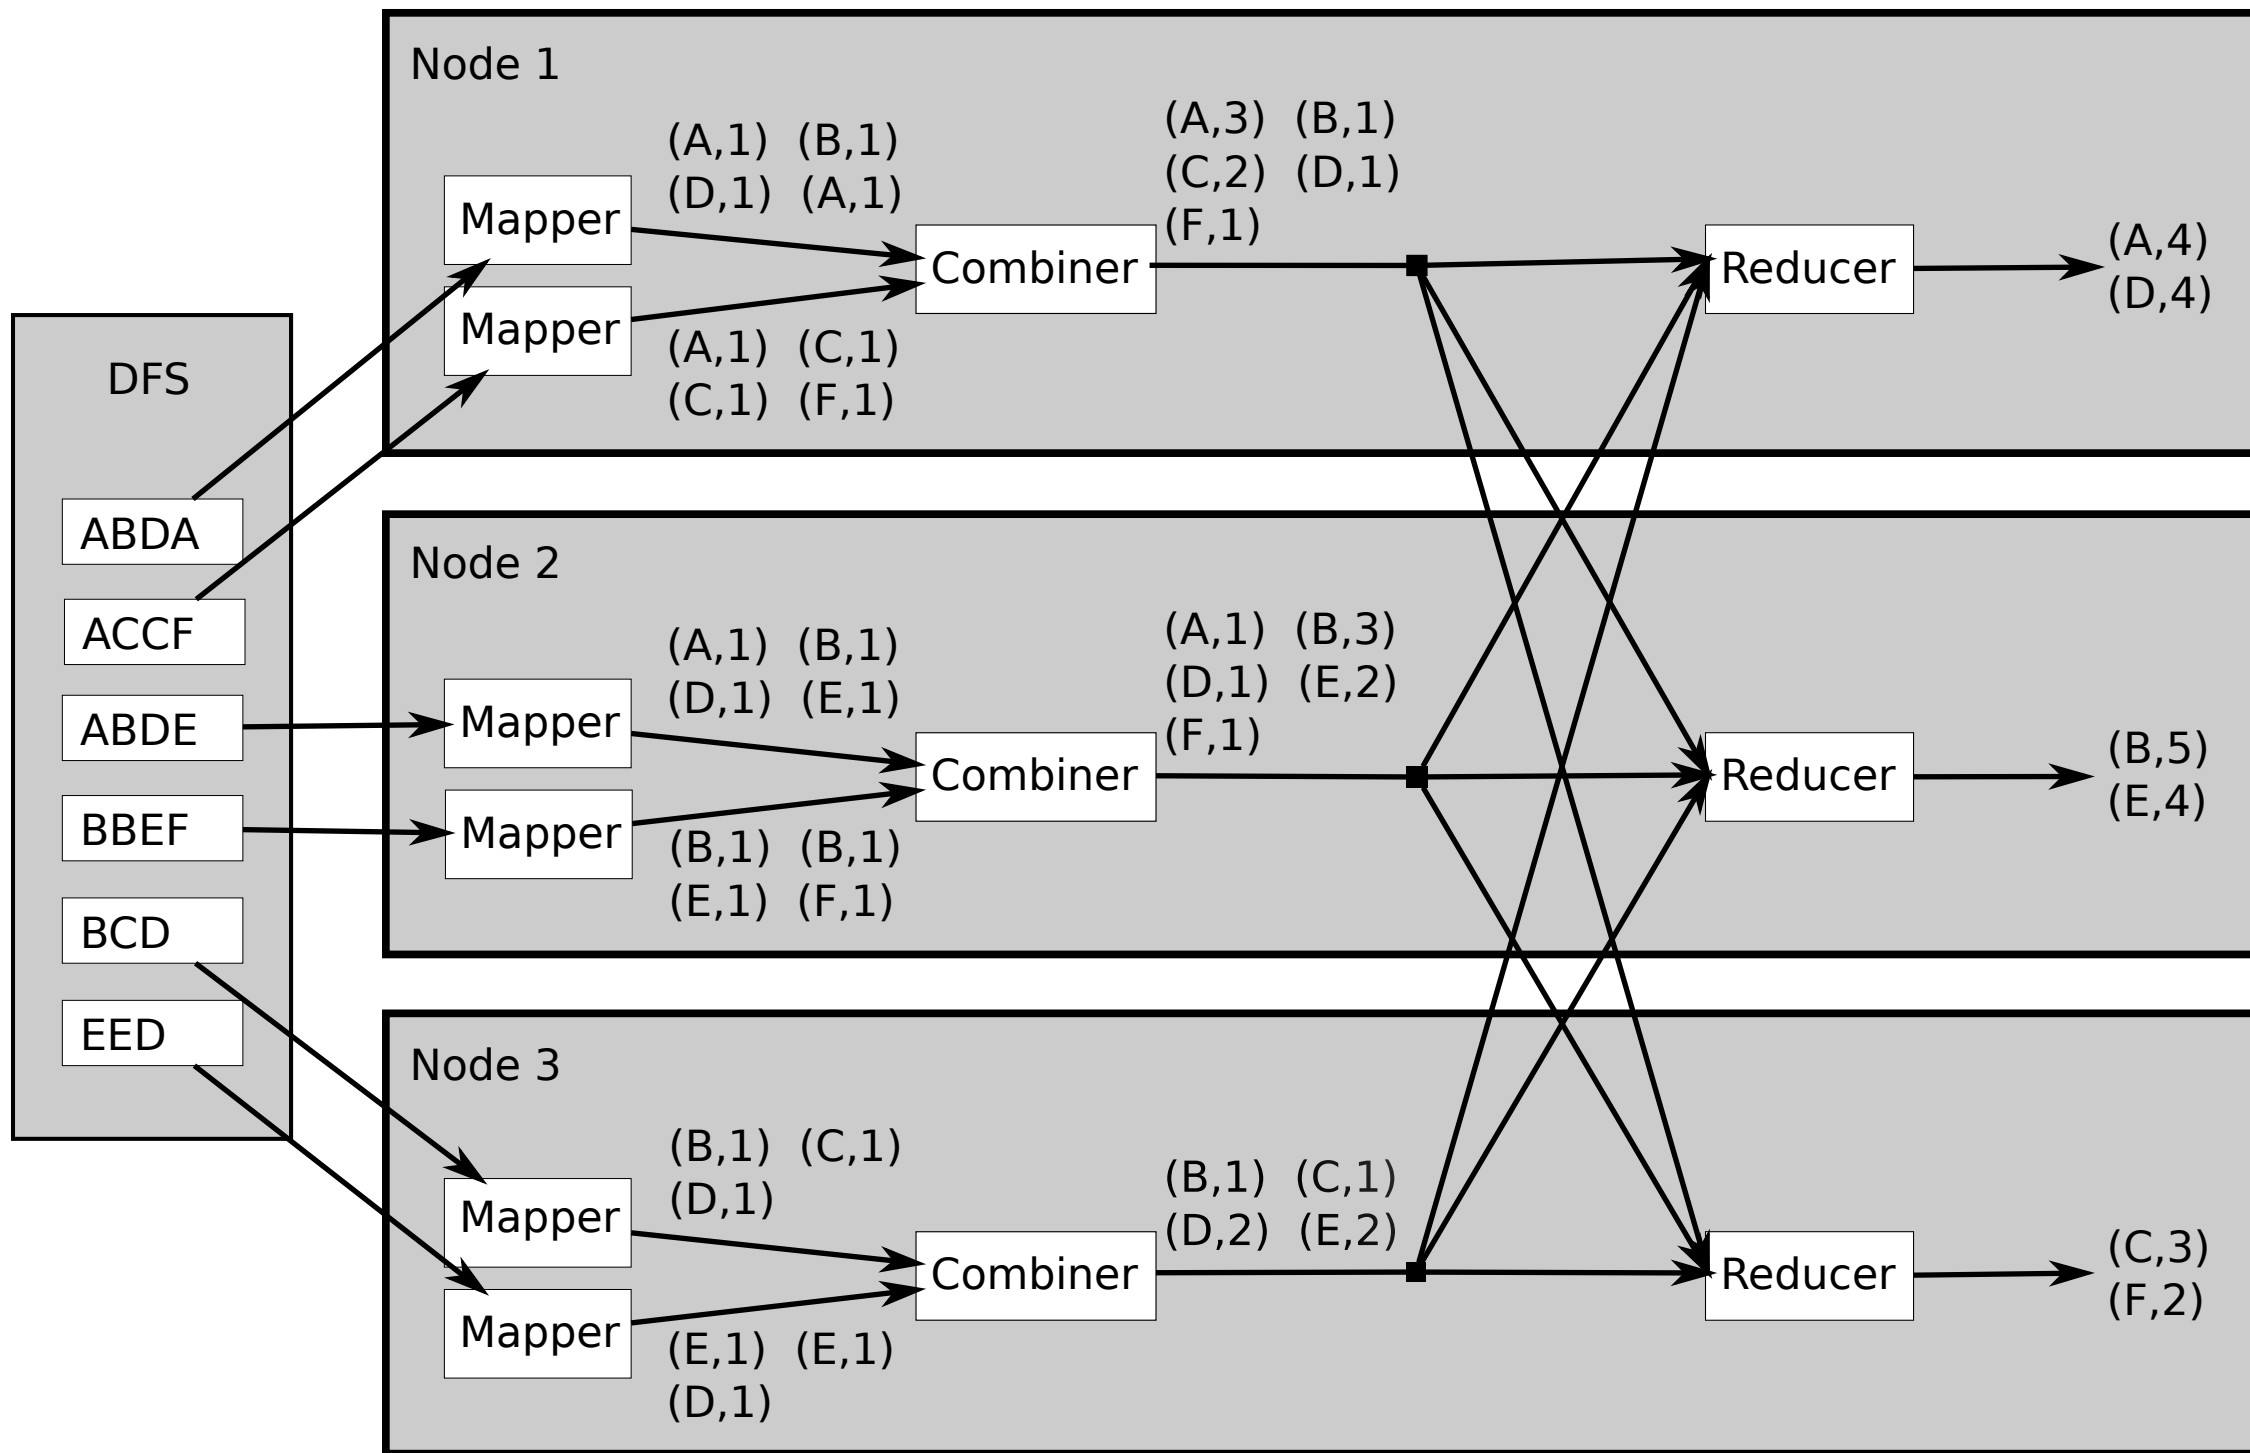 DFS
ABDA
ACCF
ABDE
BBEF
BCD
EED
Node 1
Mapper
(A,1) (B,1)
(D,1) (A,1)
Mapper
(A,1) (C,1)
(C,1) (F,1)
Combiner
(A,3) (B,1)
(C,2) (D,1)
(F,1)
Reducer
(A,4)
(D,4)
Node 2
Mapper
(A,1) (B,1)
(D,1) (E,1)
Mapper
(B,1) (B,1)
(E,1) (F,1)
Combiner
(A,1) (B,3)
(D,1) (E,2)
(F,1)
Reducer
(B,5)
(E,4)
Node 3
Mapper
(B,1) (C,1)
(D,1)
Mapper
(E,1) (E,1)
(D,1)
Combiner
(B,1) (C,1)
(D,2) (E,2)
Reducer
(C,3)
(F,2)